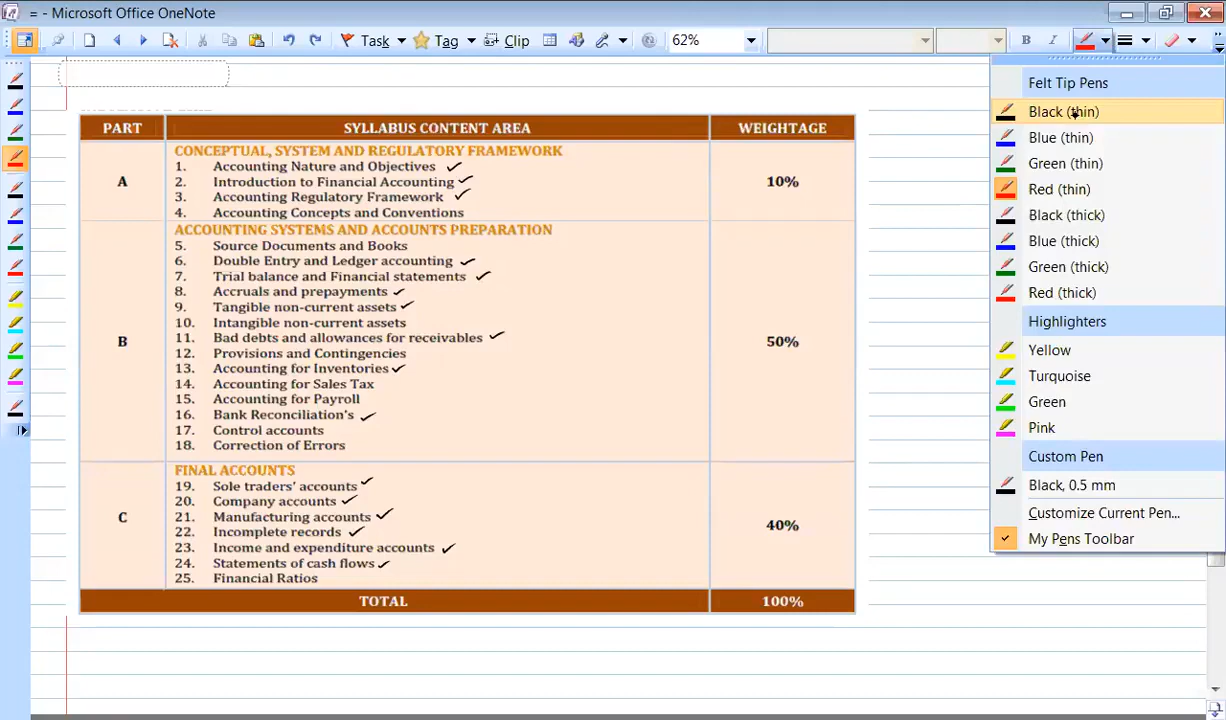 = - Microsoft Office OneNote
Task
Tag
Clip
62%
B
I
Felt Tip Pens
Black (thin)
Blue (thin)
Green (thin)
Red (thin)
Black (thick)
Blue (thick)
Green (thick)
Red (thick)
Highlighters
Yellow
Turquoise
Green
Pink
Custom Pen
Black, 0.5 mm
Customize Current Pen...
My Pens Toolbar
PART SYLLABUS CONTENT AREA WEIGHTAGE
CONCEPTUAL, SYSTEM AND REGULATORY FRAMEWORK
1. Accounting Nature and Objectives
2. Introduction to Financial Accounting
A 10%
3. Accounting Regulatory Framework
4. Accounting Concepts and Conventions
ACCOUNTING SYSTEMS AND ACCOUNTS PREPARATION
5. Source Documents and Books
6. Double Entry and Ledger accounting
7. Trial balance and Financial statements
8. Accruals and prepayments
9. Tangible non-current assets
10. Intangible non-current assets
11. Bad debts and allowances for receivables
B 50%
12. Provisions and Contingencies
13. Accounting for Inventories
14. Accounting for Sales Tax
15. Accounting for Payroll
16. Bank Reconciliation's
17. Control accounts
18. Correction of Errors
FINAL ACCOUNTS
19. Sole traders' accounts
20. Company accounts
21. Manufacturing accounts
C 40%
22. Incomplete records
23. Income and expenditure accounts
24. Statements of cash flows
25. Financial Ratios
TOTAL 100%